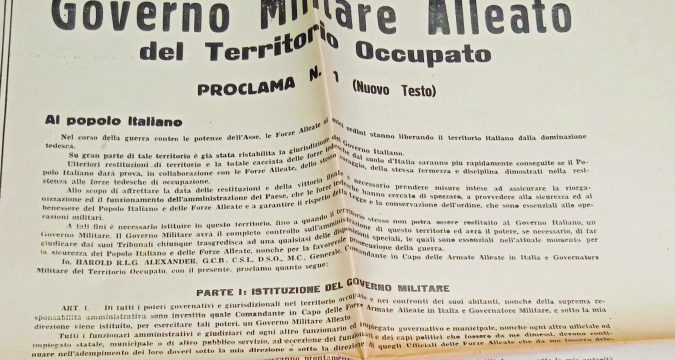 Governo Militare Alleato
del Territorio Occupato
PROCLAMA N. 1 (Nuovo Testo)
Al popolo Italiano
Nel corso della guerra contro le potenze dell'Asse, le Forze Alleate ai miei ordini stanno liberando il territorio Italiano dalla dominazione
tedesca.
Su gran parte di tale territorio è già stata ristabilita la giurisdizione del Governo Italiano.
Ulteriori restituzioni di territorio e la totale cacciata delle forze tedesche dal suolo d'Italia saranno più rapidamente conseguite se il Po-
polo Italiano darà prova, in collaborazione con le Forze Alleate, dello stesso coraggio, della stessa fermezza e disciplina dimostrati nella resi-
stenza alle forze tedesche di occupazione.
Allo scopo di affrettare la data delle restituzioni e della vittoria finale è necessario prendere misure intese ad assicurare la riorga-
nizzazione ed il funzionamento dell'amministrazione del Paese, che le forze tedesche hanno cercato di spezzare, a provvedere alla sicurezza ed al
benessere del Popolo Italiano e delle Forze Alleate e a garantire il rispetto della Legge e la conservazione dell'ordine, che sono essenziali alle ope-
razioni militari.
A tali fini è necessario istituire in questo territorio, fino a quando il territorio stesso non potrà essere restituito al Governo Italiano, un
Governo Militare. Il Governo Militare avrà il completo controllo sull'amministrazione di questo territorio ed avrà il potere, se necessario, di far
giudicare dai suoi Tribunali chiunque trasgredisca ad una qualsiasi delle disposizioni speciali, le quali sono essenziali nell'attuale momento per
la sicurezza del Popolo Italiano e delle Forze Alleate, nonchè per la favorevole prosecuzione della guerra.
Io, HAROLD R.L.G. ALEXANDER, G.C.B., C.S.I., D.S.O., M.C., Generale, Comandante in Capo delle Armate Alleate in Italia e Governatore
Militare del Territorio Occupato, con il presente, proclamo quanto segue:
PARTE I: ISTITUZIONE DEL GOVERNO MILITARE
ART. 1. Di tutti i poteri governativi e giurisdizionali nel territorio occupato e nei confronti dei suoi abitanti, nonchè della suprema re-
sponsabilità amministrativa sono investito quale Comandante in Capo delle Forze Armate Alleate in Italia e Governatore Militare, e sotto la mia
direzione viene istituito, per esercitare tali poteri, un Governo Militare Alleato.
Tutti i funzionari amministrativi e giudiziari ed ogni altro funzionario ed impiegato governativo e municipale, nonchè ogni altro ufficiale od
impiegato statale, municipale o di altro pubblico servizio, ad eccezione dei funzionari e dei capi politici che fossero da me dimessi, devono conti-
nuare nell'adempimento dei loro doveri sotto la mia direzione o sotto la direzione di quegli Ufficiali delle Forze Alleate che da me fossero